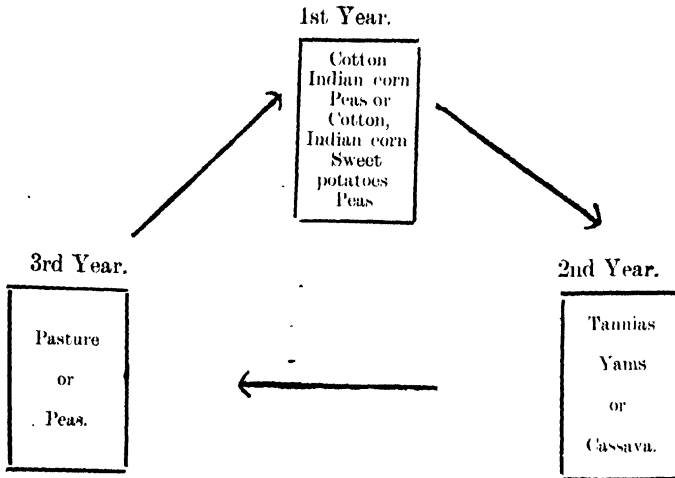 1st Year.
Cotton
Indian corn
Peas or
Cotton,
Indian corn
Sweet
potatoes
Peas
3rd Year.
Pasture
or
Peas.
2nd Year.
Tannias
Yams
or
Cassava.